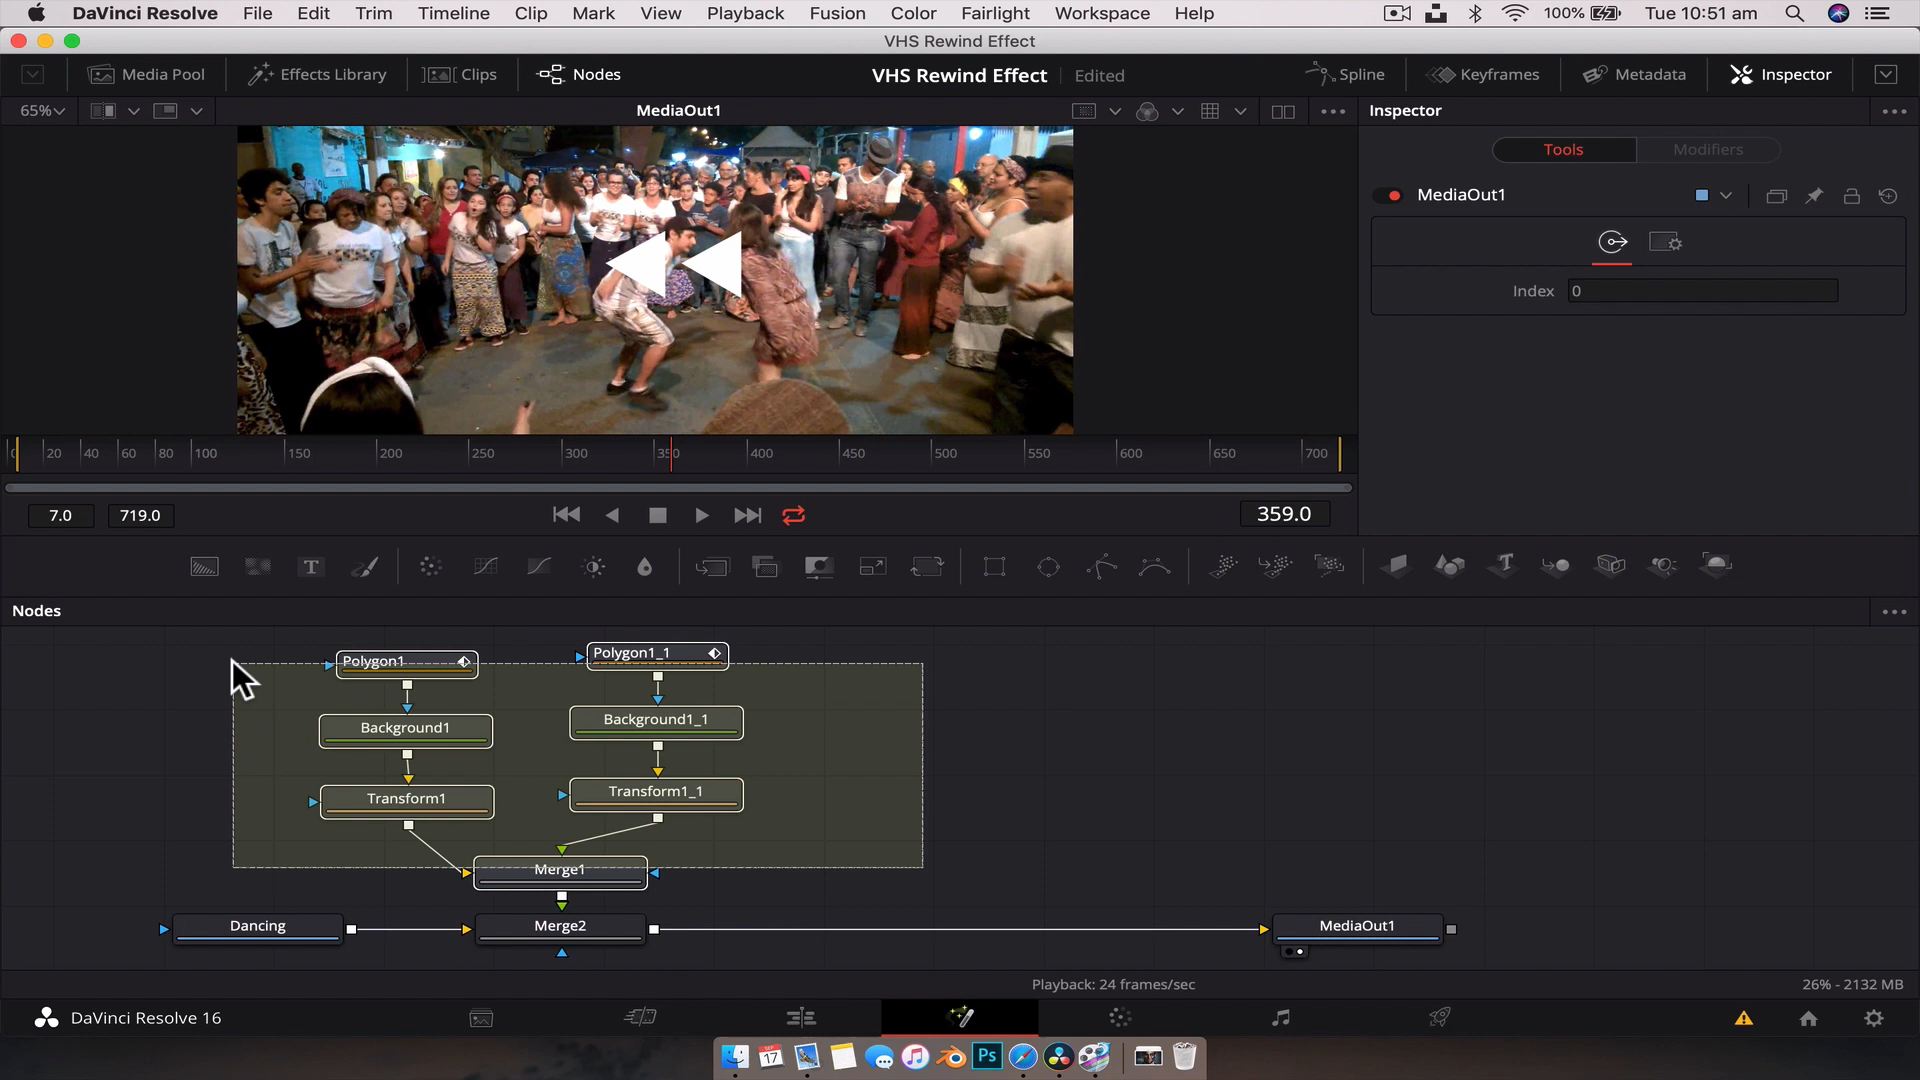 DaVinci Resolve File Edit Trim Timeline Clip Mark View Playback Fusion Color Fairlight Workspace Help 100% Tue 10:51 am
VHS Rewind Effect
Media Pool Effects Library Clips Nodes VHS Rewind Effect Edited Spline Keyframes Metadata Inspector
65% MediaOut1 Inspector
Tools Modifiers
MediaOut1
Index 0
0 20 40 60 80 100 150 200 250 300 350 400 450 500 550 600 650 700
7.0 719.0 359.0
T T
Nodes
Polygon1 Polygon1_1
Background1 Background1_1
Transform1 Transform1_1
Merge1
Dancing Merge2 MediaOut1
Playback: 24 frames/sec 26% - 2132 MB
DaVinci Resolve 16
SEP
17 Ps